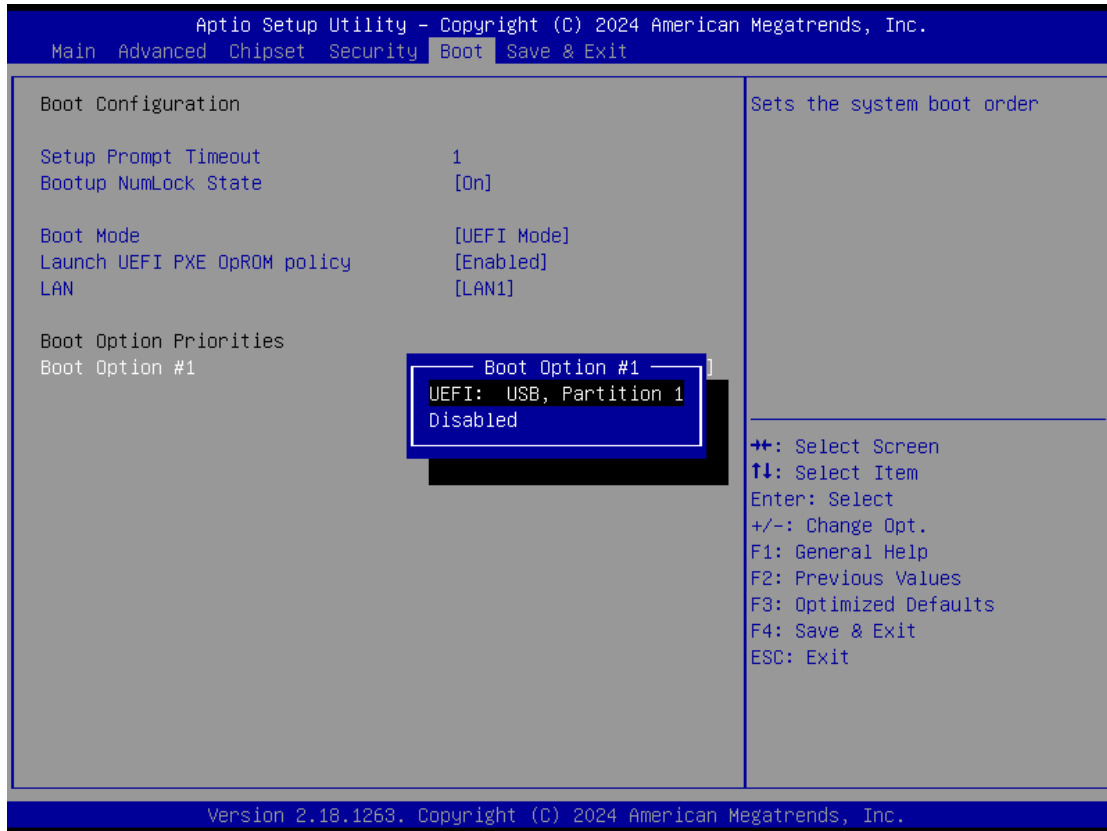 Aptio Setup Utility – Copyright (C) 2024 American Megatrends, Inc.
Main Advanced Chipset Security Boot Save & Exit
Boot Configuration
Setup Prompt Timeout 1
Bootup NumLock State [On]
Boot Mode [UEFI Mode]
Launch UEFI PXE OpROM policy [Enabled]
LAN [LAN1]
Boot Option Priorities
Boot Option #1 ]
Boot Option #1
UEFI: USB, Partition 1
Disabled
Sets the system boot order
→←: Select Screen
↑↓: Select Item
Enter: Select
+/-: Change Opt.
F1: General Help
F2: Previous Values
F3: Optimized Defaults
F4: Save & Exit
ESC: Exit
Version 2.18.1263. Copyright (C) 2024 American Megatrends, Inc.